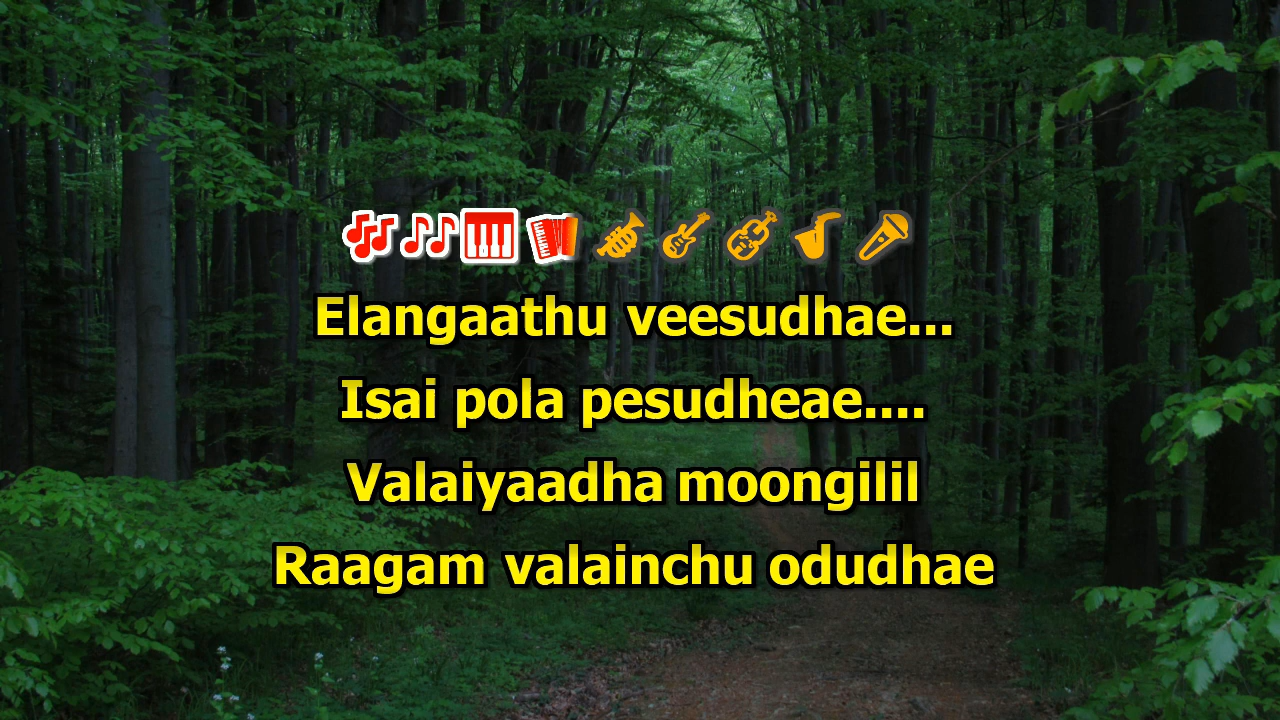 Elangaathu veesudhae...
Isai pola pesudheae....
Valaiyaadha moongilil
Raagam valainchu odudhae